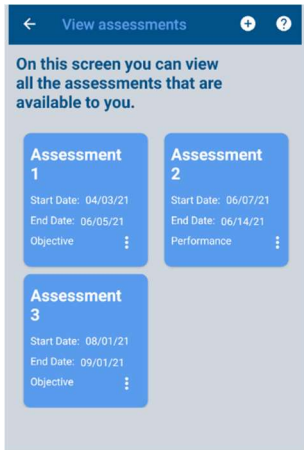 View assessments
On this screen you can view
all the assessments that are
available to you.
Assessment
1
Start Date: 04/03/21
End Date: 06/05/21
Objective
Assessment
2
Start Date: 06/07/21
End Date: 06/14/21
Performance
Assessment
3
Start Date: 08/01/21
End Date: 09/01/21
Objective